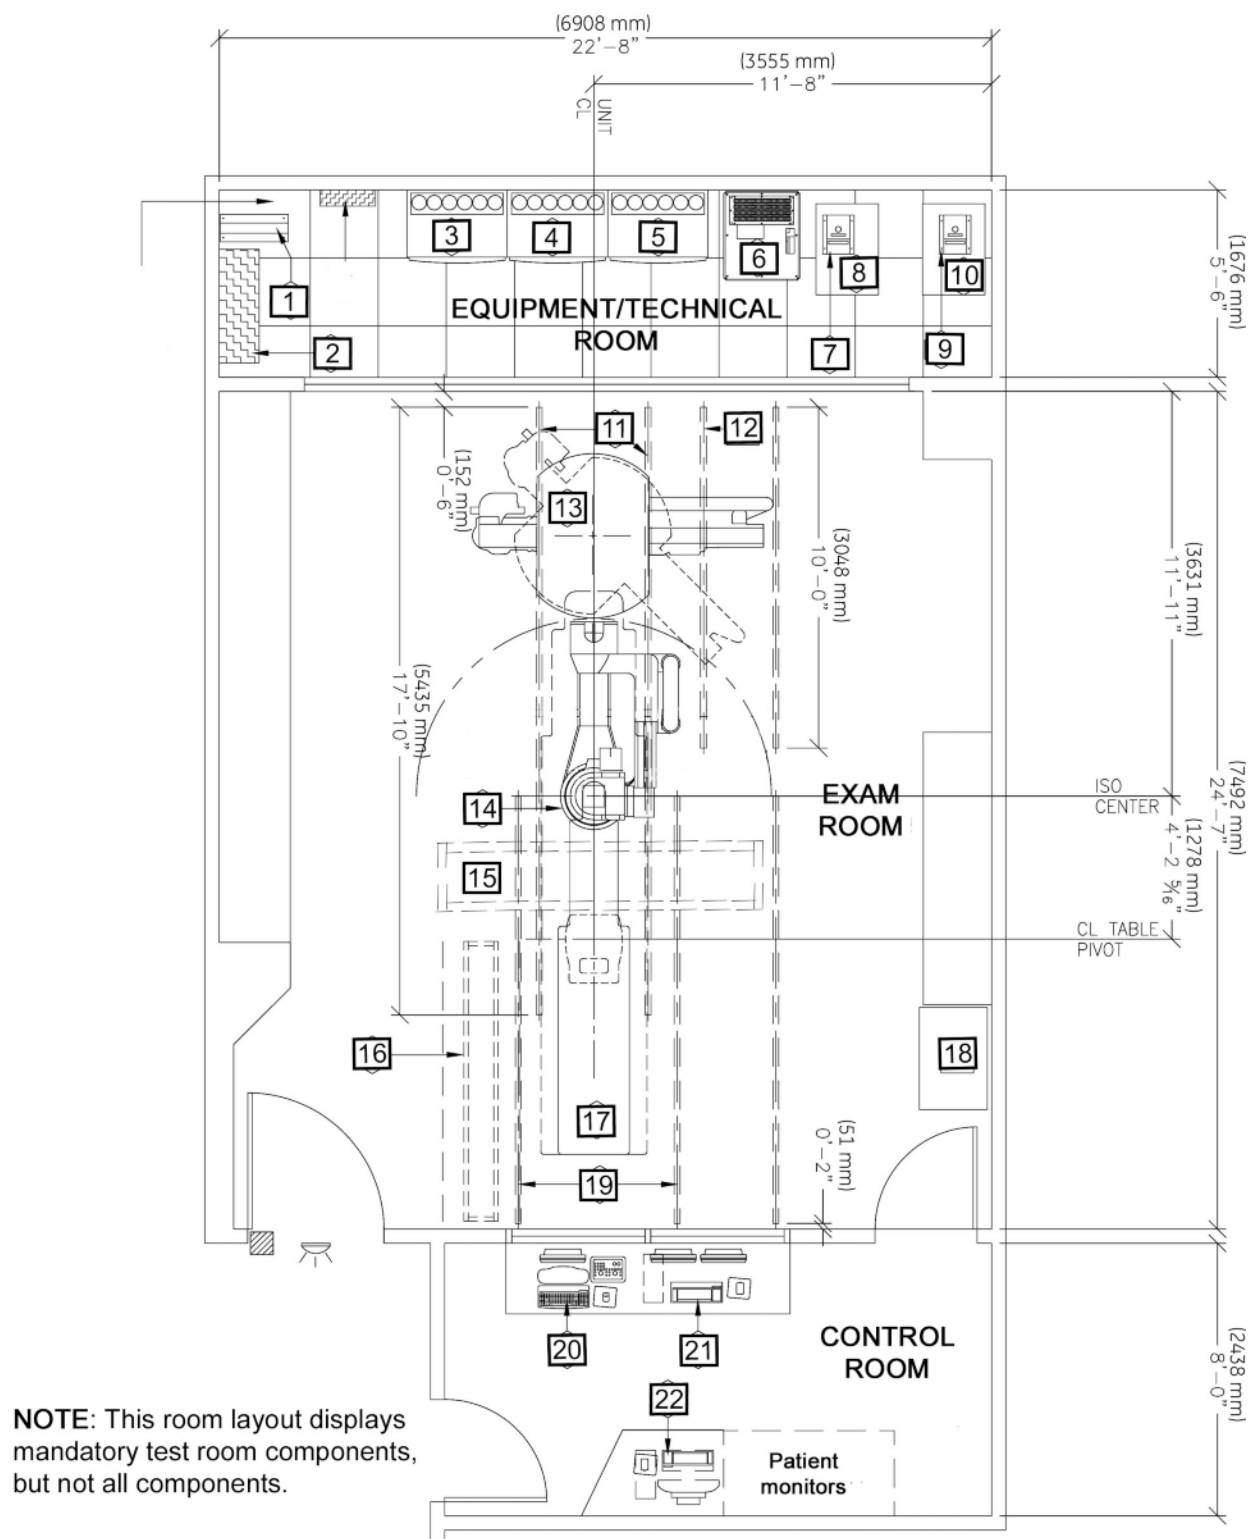 (6908 mm)
22'-8"
(3555 mm)
11'-8"
UNIT
CL
3
4
5
6
8
10
1
2
7
9
EQUIPMENT/TECHNICAL
ROOM
(1676 mm)
5'-6"
11
12
13
(152 mm)
0'-6"
(3048 mm)
10'-0"
(3631 mm)
11'-11"
(5435 mm)
17'-10"
14
15
EXAM
ROOM
ISO
CENTER
(1278 mm)
4'-2 5/16"
(7492 mm)
24'-7"
CL TABLE
PIVOT
16
17
18
19
(51 mm)
0'-2"
20
21
22
CONTROL
ROOM
(2438 mm)
8'-0"
Patient
monitors
NOTE: This room layout displays
mandatory test room components,
but not all components.